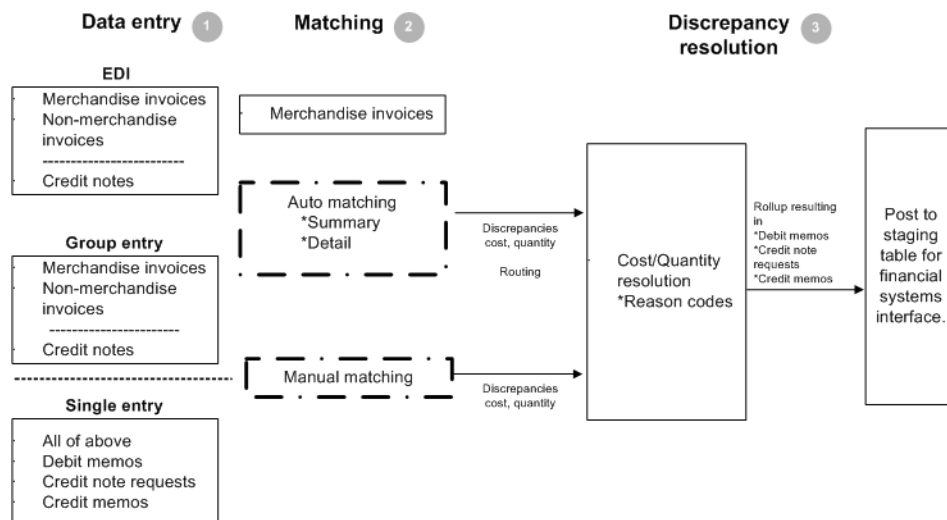 Data entry 1
EDI
Merchandise invoices
Non-merchandise
invoices
------------------------
Credit notes
Group entry
Merchandise invoices
Non-merchandise
invoices
----------------------
Credit notes
Single entry
All of above
Debit memos
Credit note requests
Credit memos
Matching 2
Merchandise invoices
Auto matching
*Summary
*Detail
Manual matching
Discrepancies
cost, quantity
Routing
Discrepancies
cost, quantity
Discrepancy 3
resolution
Cost/Quantity
resolution
*Reason codes
Rollup resulting
in
*Debit memos
*Credit note
requests
*Credit memos
Post to
staging
table for
financial
systems
interface.